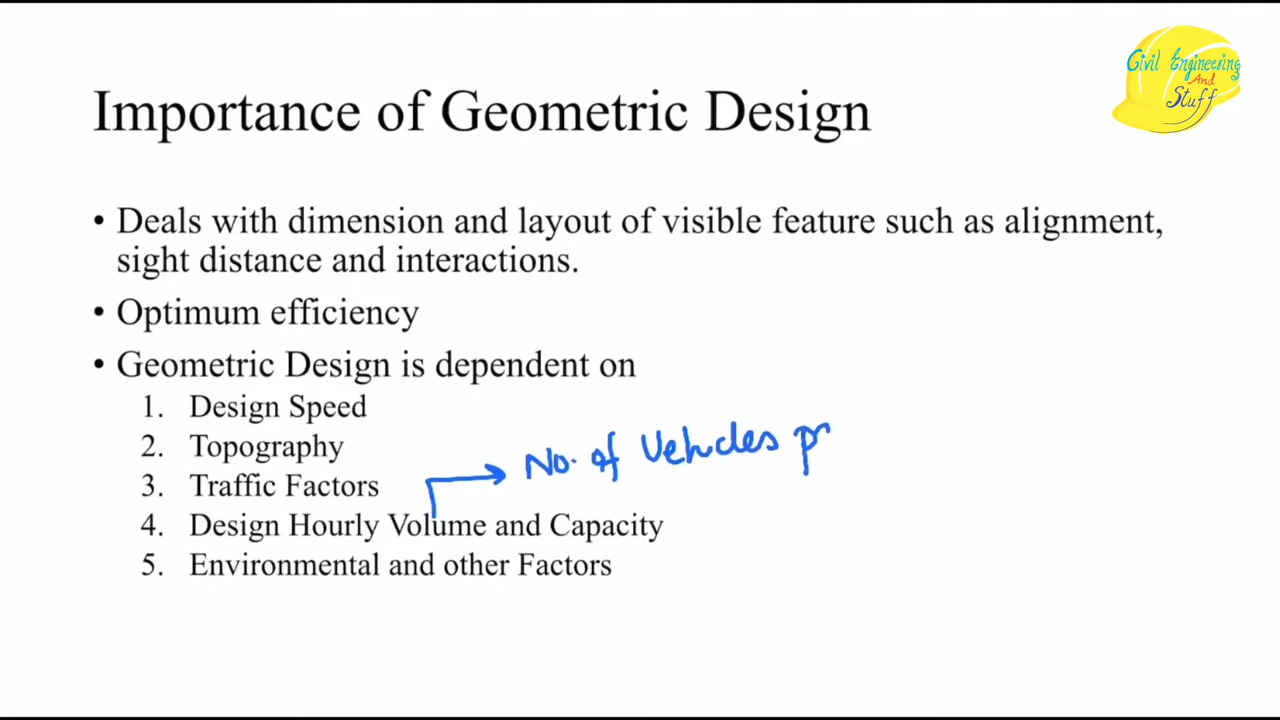 Civil Engineering
And
Stuff
Importance of Geometric Design
• Deals with dimension and layout of visible feature such as alignment,
sight distance and interactions.
• Optimum efficiency
• Geometric Design is dependent on
1. Design Speed
2. Topography
3. Traffic Factors
No. of Vehicles
4. Design Hourly Volume and Capacity
5. Environmental and other Factors